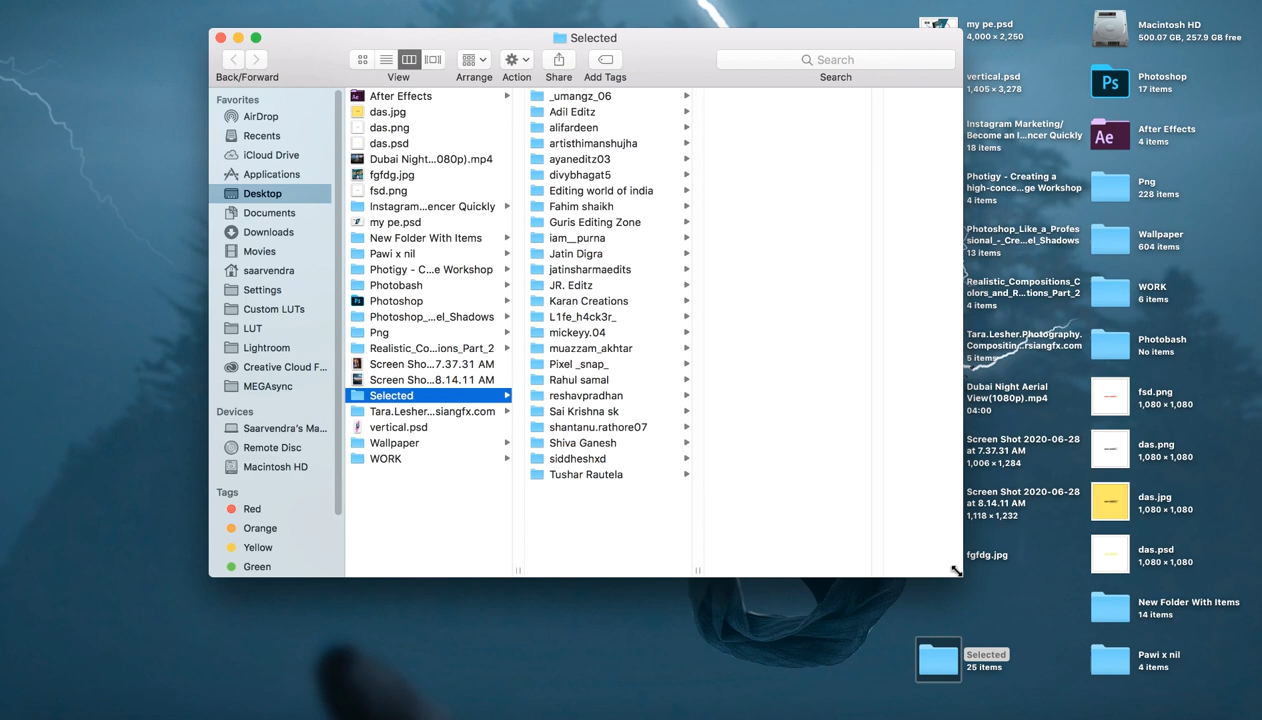 Selected
Back/Forward
View
Arrange
Action
Share
Add Tags
Search
Search
Favorites
AirDrop
Recents
iCloud Drive
Applications
Desktop
Documents
Downloads
Movies
saarvendra
Settings
Custom LUTs
LUT
Lightroom
Creative Cloud F...
MEGAsync
Devices
Saarvendra's Ma...
Remote Disc
Macintosh HD
Tags
Red
Orange
Yellow
Green
Ae
After Effects
das.jpg
das.png
das.psd
Dubai Night...080p).mp4
fgfdg.jpg
fsd.png
Instagram...encer Quickly
my pe.psd
New Folder With Items
Pawi x nil
Photigy - C...e Workshop
Photobash
Ps
Photoshop
Photoshop_...el_Shadows
Png
Realistic_Co...ions_Part_2
Screen Sho...7.37.31 AM
Screen Sho...8.14.11 AM
Selected
Tara.Lesher...siangfx.com
vertical.psd
Wallpaper
WORK
_umangz_06
Adil Editz
alifardeen
artisthimanshujha
ayaneditz03
divybhagat5
Editing world of india
Fahim shaikh
Guris Editing Zone
iam__purna
Jatin Digra
jatinsharmaedits
JR. Editz
Karan Creations
L1fe_h4ck3r_
mickeyy.04
muazzam_akhtar
Pixel _snap_
Rahul samal
reshavpradhan
Sai Krishna sk
shantanu.rathore07
Shiva Ganesh
siddheshxd
Tushar Rautela
my pe.psd
4,000 × 2,250
vertical.psd
1,405 × 3,278
Instagram Marketing/
Become an I...ncer Quickly
18 items
Photigy - Creating a
high-conce...ge Workshop
4 items
Photoshop_Like_a_Profes
sional_-_Cre...el_Shadows
13 items
Realistic_Compositions_C
olors_and_R...tions_Part_2
4 items
Tara.Lesher.Photography.
Compositin...rsiangfx.com
5 items
Dubai Night Aerial
View(1080p).mp4
04:00
Screen Shot 2020-06-28
at 7.37.31 AM
1,006 × 1,284
Screen Shot 2020-06-28
at 8.14.11 AM
1,118 × 1,232
fgfdg.jpg
Selected
25 items
Macintosh HD
500.07 GB, 257.9 GB free
Ps
Photoshop
17 items
Ae
After Effects
4 items
Png
228 items
Wallpaper
604 items
WORK
6 items
Photobash
No items
fsd.png
1,080 × 1,080
das.png
1,080 × 1,080
das.jpg
1,080 × 1,080
das.psd
1,080 × 1,080
New Folder With Items
14 items
Pawi x nil
4 items